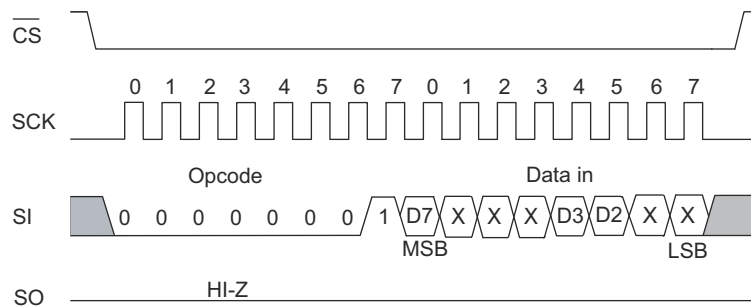 CS
0 1 2 3 4 5 6 7 0 1 2 3 4 5 6 7
SCK
Opcode Data in
SI 0 0 0 0 0 0 0 1 D7 X X X D3 D2 X X
MSB LSB
HI-Z
SO